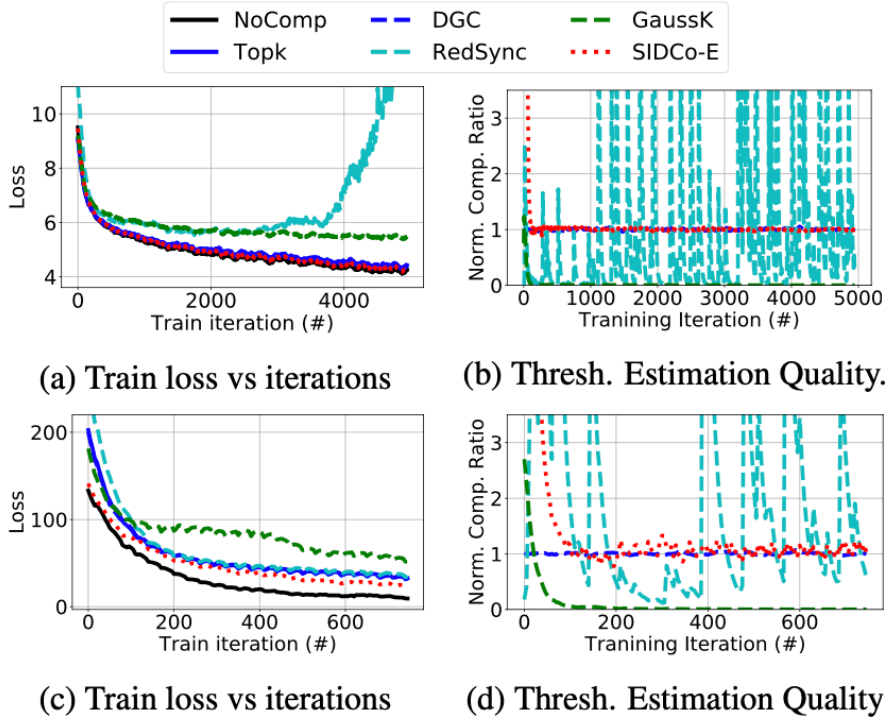 NoComp DGC GaussK
Topk RedSync SIDCo-E
10
8
6
4
Loss
0 2000 4000
Train iteration (#)
3
2
1
0
Norm. Comp. Ratio
0 1000 2000 3000 4000 5000
Tranining Iteration (#)
(a) Train loss vs iterations
(b) Thresh. Estimation Quality.
200
100
0
Loss
0 200 400 600
Train iteration (#)
3
2
1
0
Norm. Comp. Ratio
0 200 400 600
Tranining Iteration (#)
(c) Train loss vs iterations
(d) Thresh. Estimation Quality